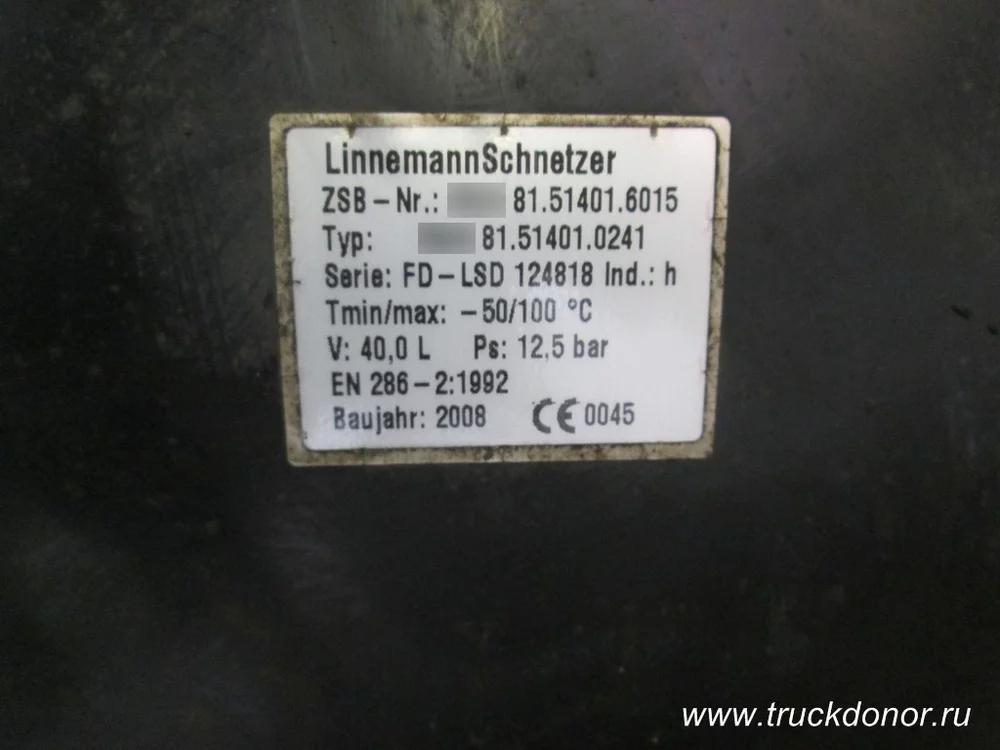 LinnemannSchnetzer
ZSB-Nr.: 81.51401.6015
Typ: 81.51401.0241
Serie: FD-LSD 124818 Ind.: h
Tmin/max: -50/100 °C
V: 40,0 L Ps: 12,5 bar
EN 286-2:1992
Baujahr: 2008 CE 0045
www.truckdonor.ru